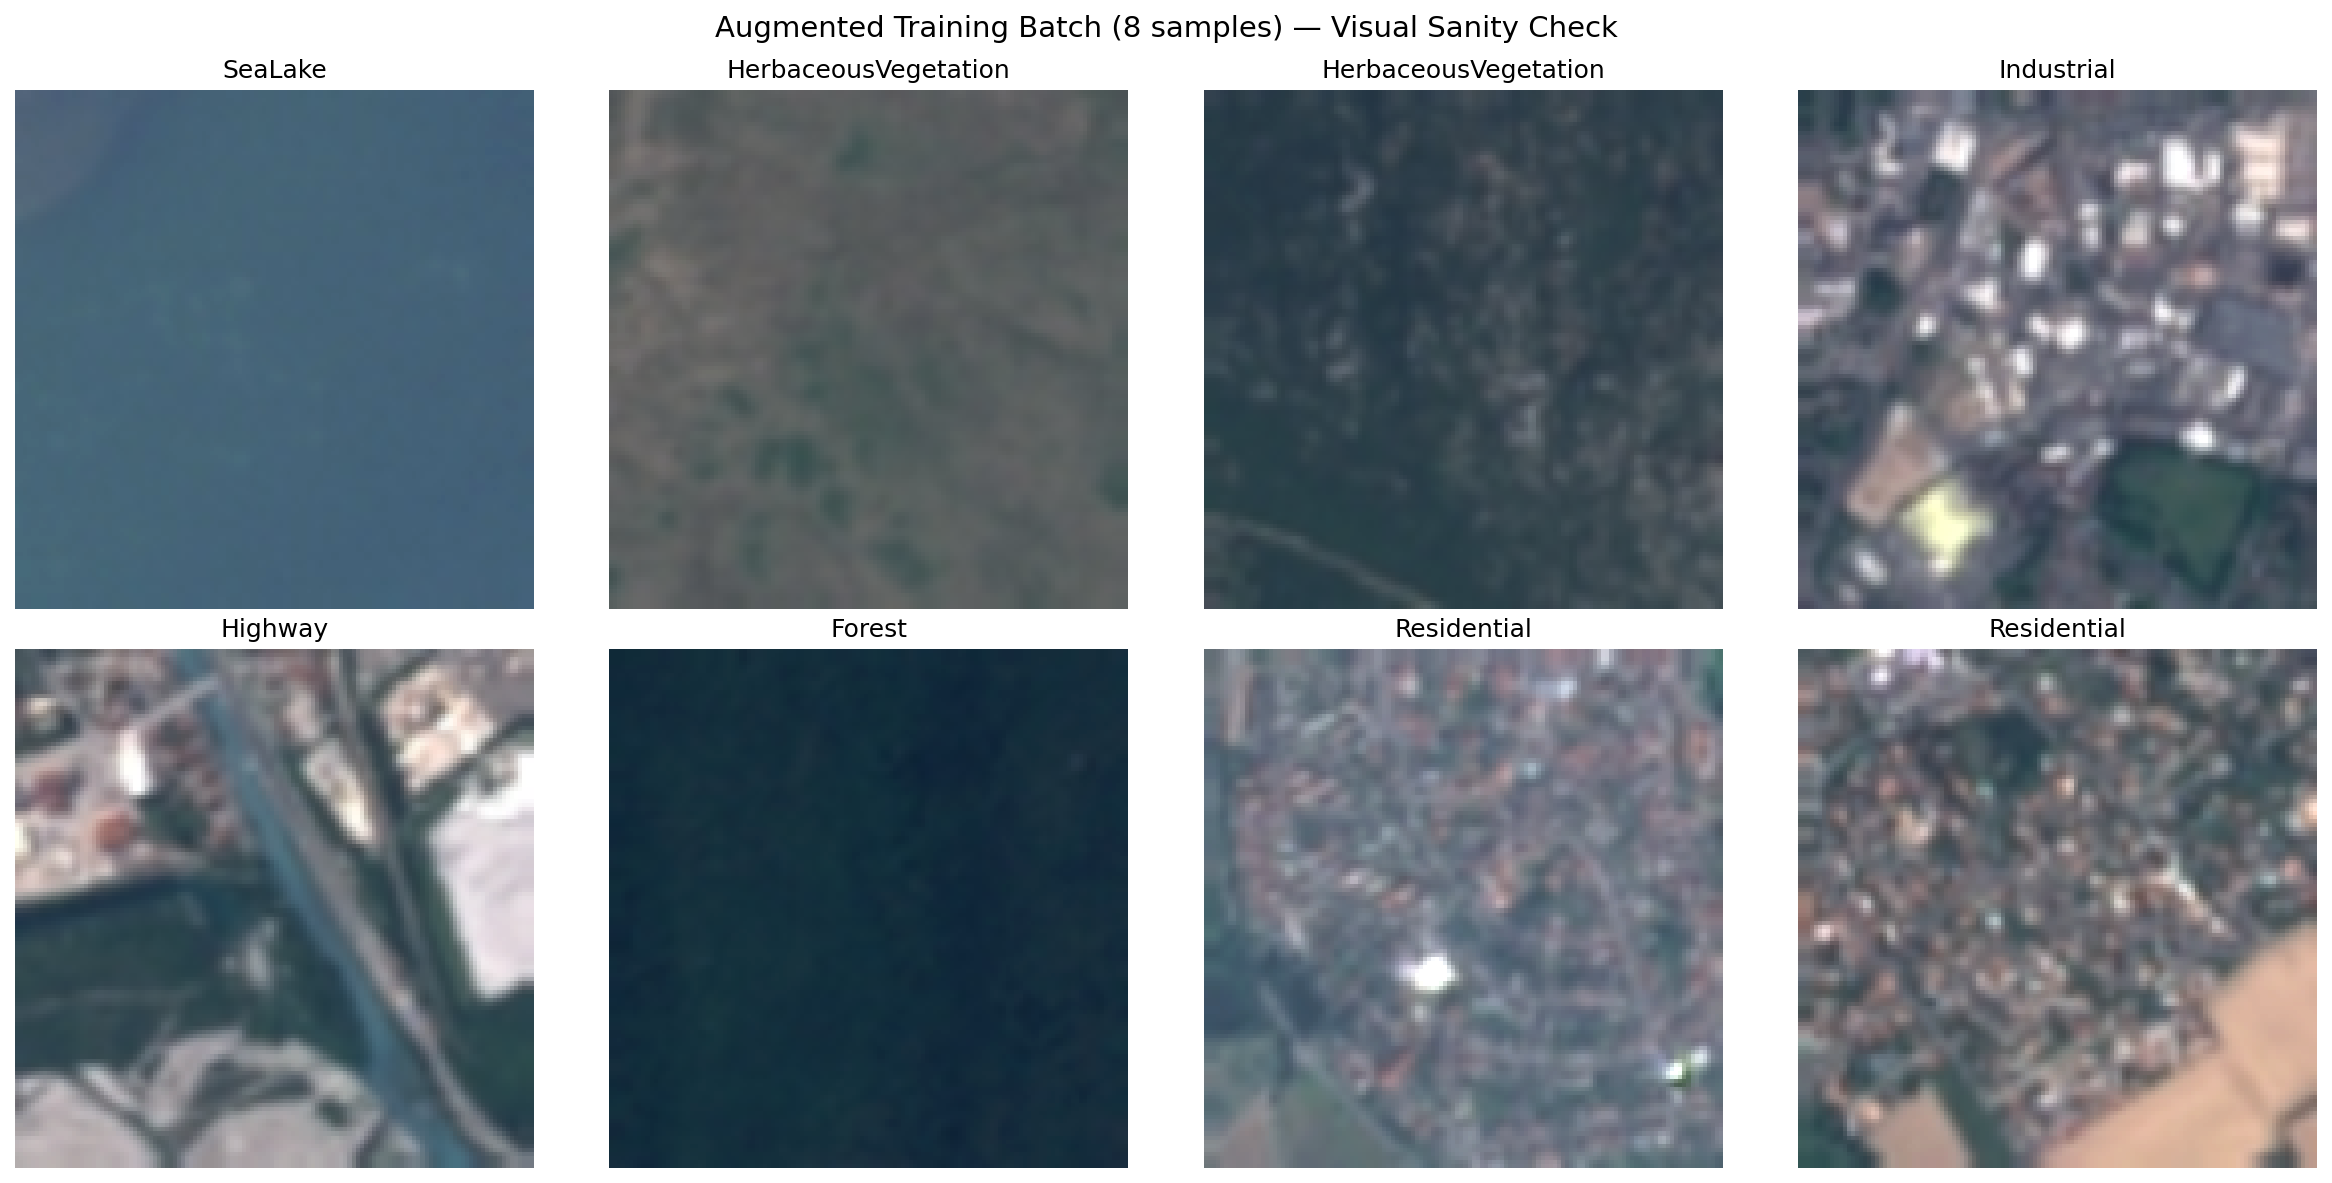 Augmented Training Batch (8 samples) — Visual Sanity Check
SeaLake
HerbaceousVegetation
HerbaceousVegetation
Industrial
Highway
Forest
Residential
Residential